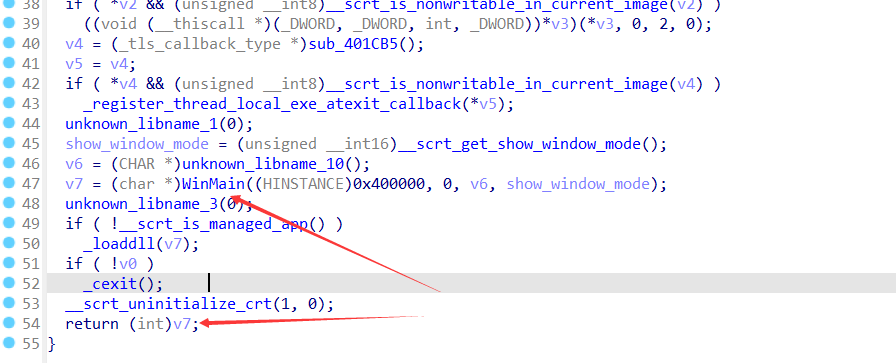 38 if ( *v2 && (unsigned __int8)__scrt_is_nonwritable_in_current_image(v2) )
39 ((void (__thiscall *)(_DWORD, _DWORD, int, _DWORD))*v3)(*v3, 0, 2, 0);
40 v4 = (_tls_callback_type *)sub_401CB5();
41 v5 = v4;
42 if ( *v4 && (unsigned __int8)__scrt_is_nonwritable_in_current_image(v4) )
43 _register_thread_local_exe_atexit_callback(*v5);
44 unknown_libname_1(0);
45 show_window_mode = (unsigned __int16)__scrt_get_show_window_mode();
46 v6 = (CHAR *)unknown_libname_10();
47 v7 = (char *)WinMain((HINSTANCE)0x400000, 0, v6, show_window_mode);
48 unknown_libname_3(0);
49 if ( !__scrt_is_managed_app() )
50 _loaddll(v7);
51 if ( !v0 )
52 _cexit();
53 __scrt_uninitialize_crt(1, 0);
54 return (int)v7;
55 }